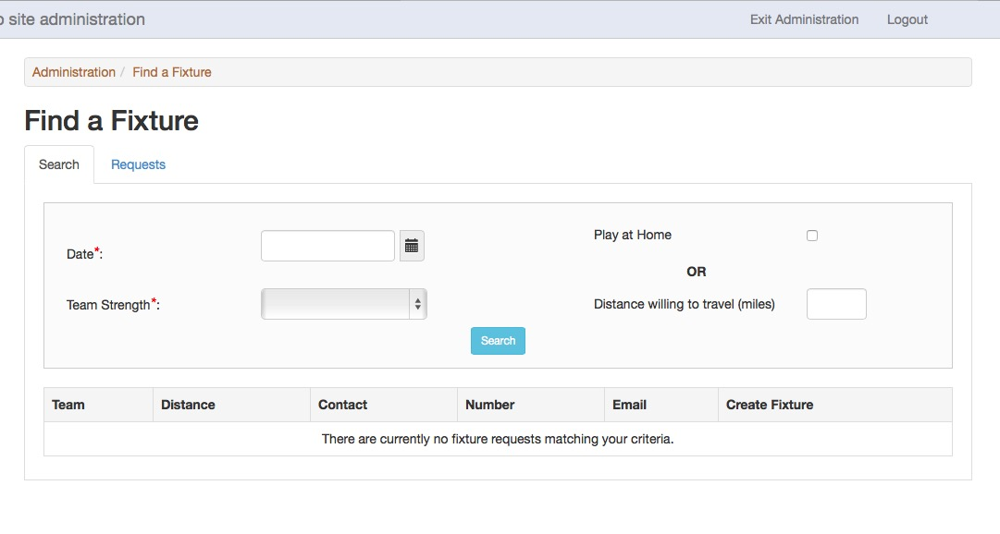 site administration
Exit Administration Logout
Administration / Find a Fixture
Find a Fixture
Search Requests
Date*:
Play at Home
OR
Team Strength*:
Distance willing to travel (miles)
Search
Team Distance Contact Number Email Create Fixture
There are currently no fixture requests matching your criteria.